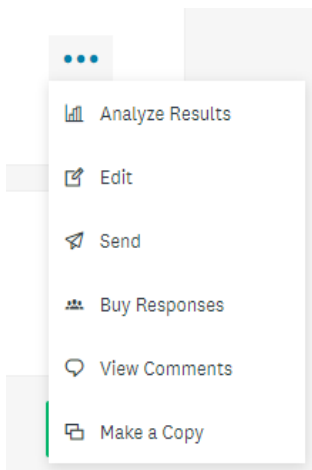 Analyze Results
Edit
Send
Buy Responses
View Comments
Make a Copy